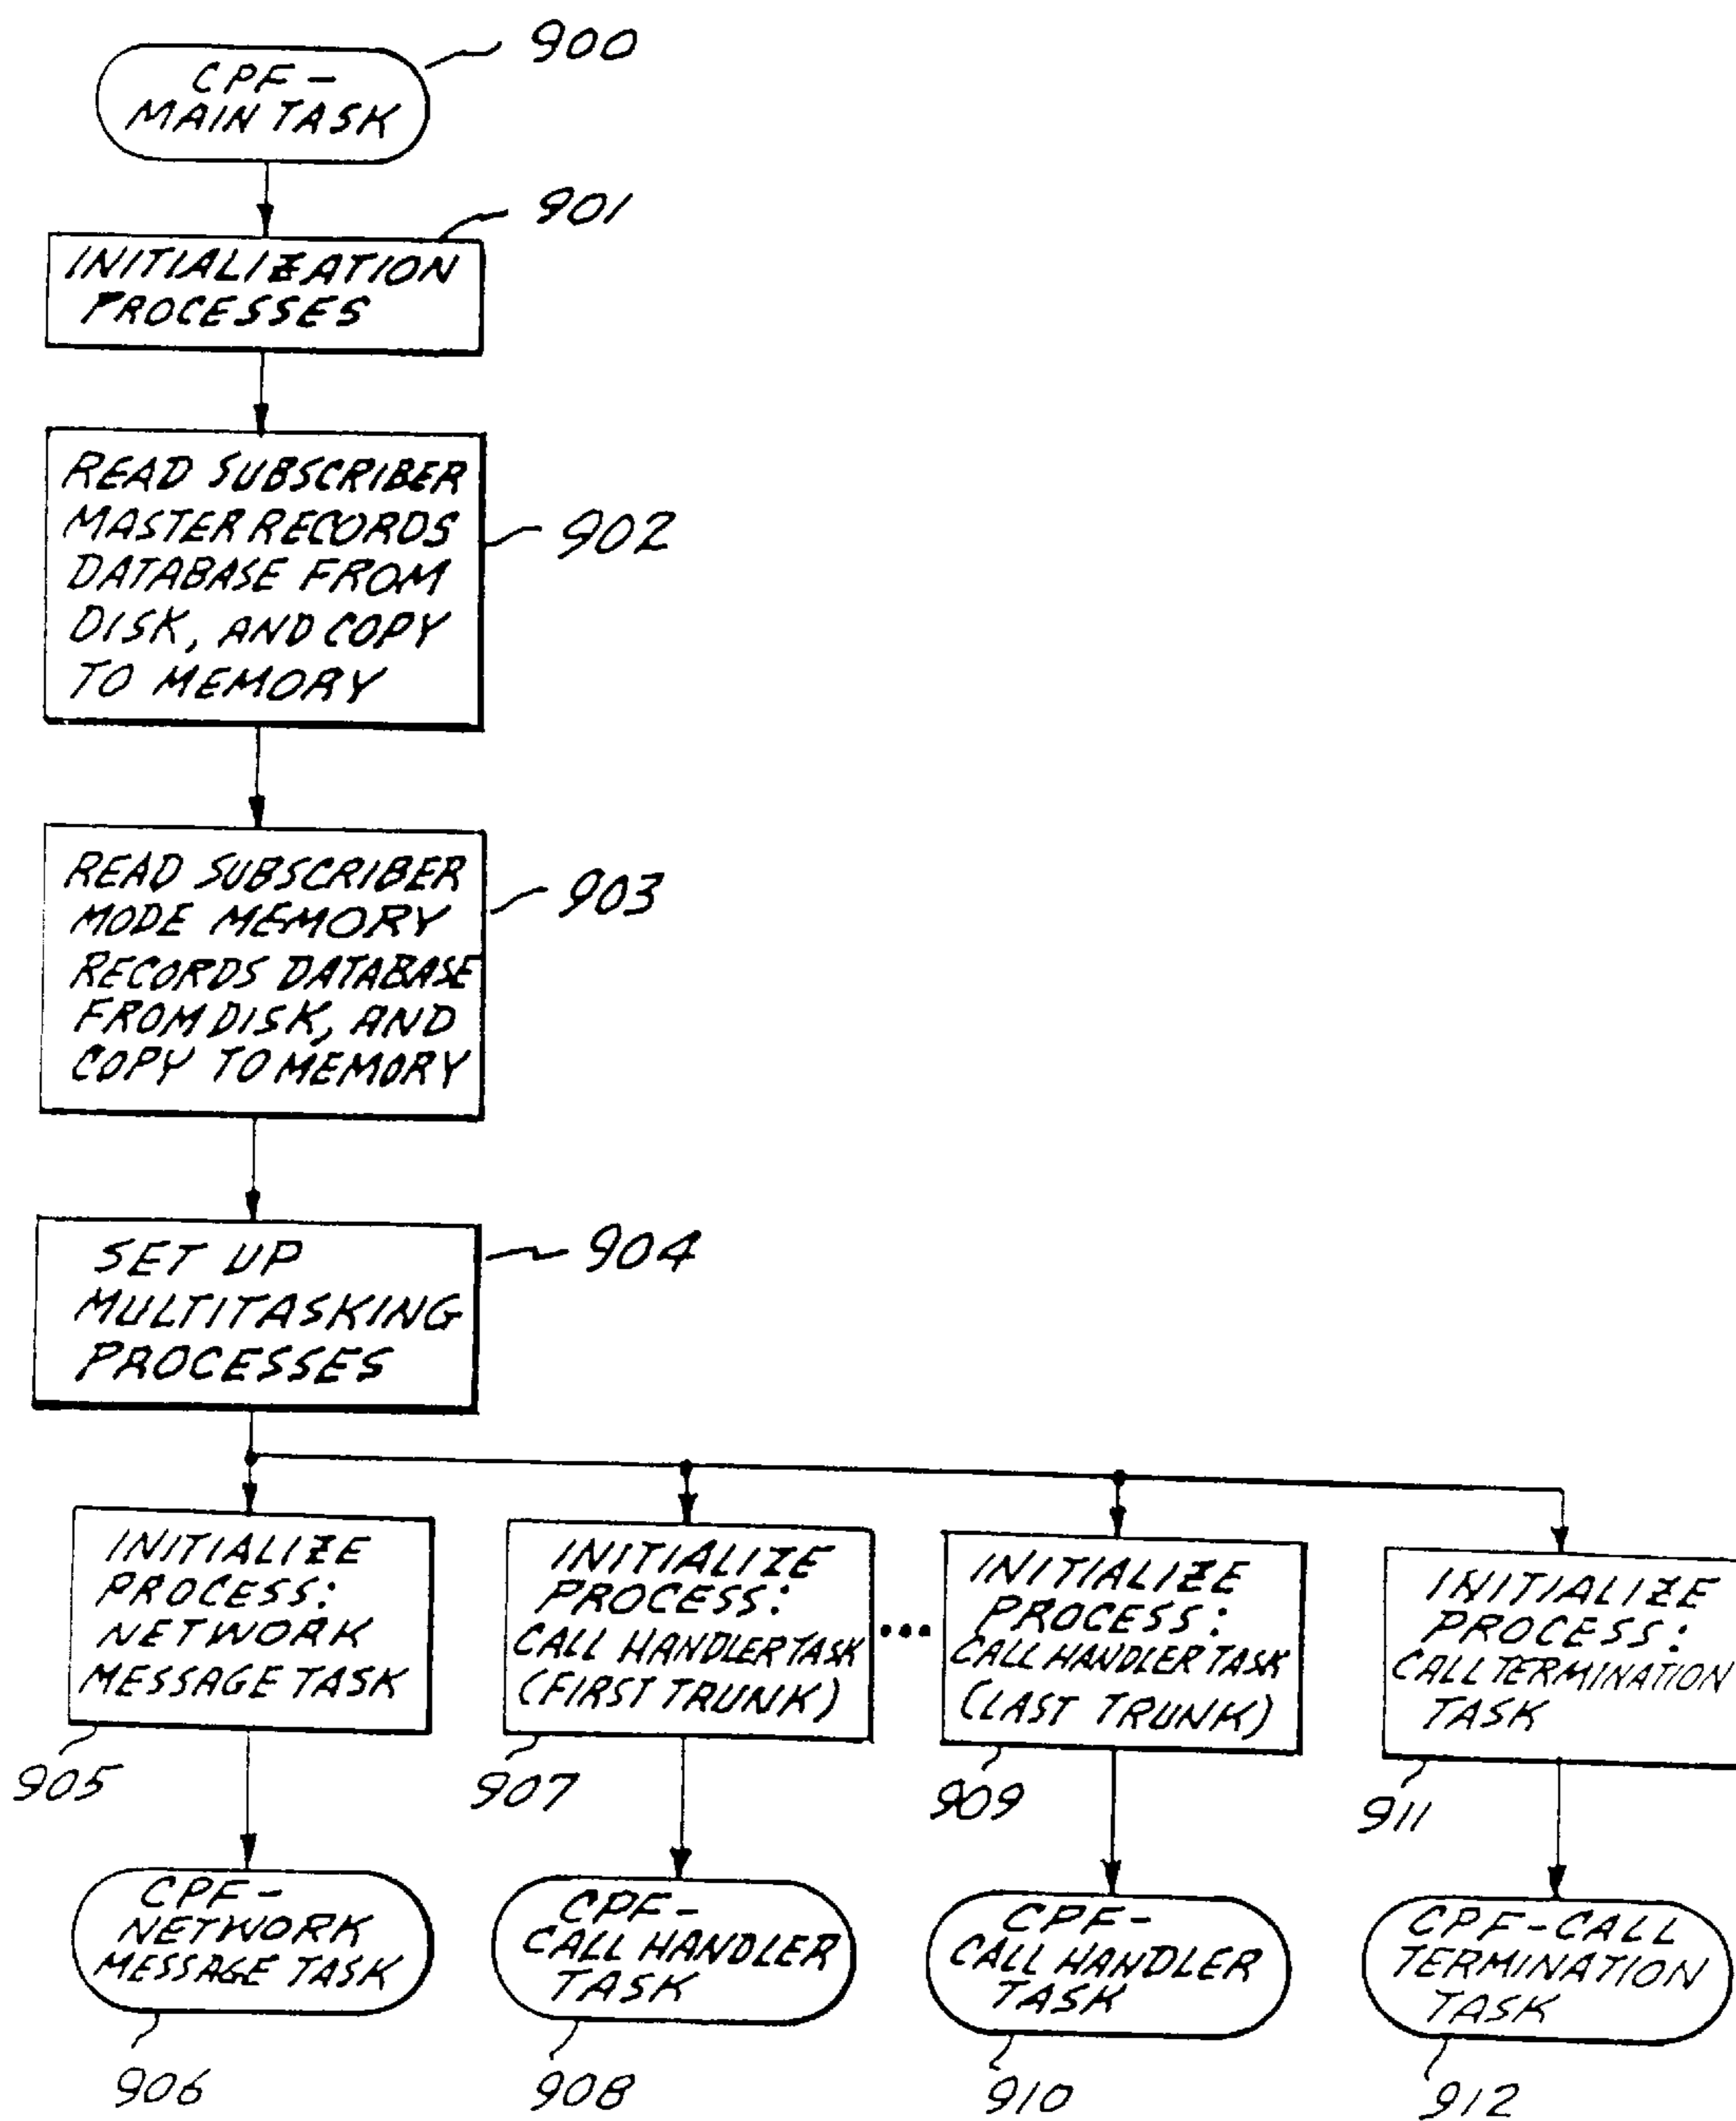 900
CPF-
MAIN TASK
901
INITIALIZATION
PROCESSES
READ SUBSCRIBER
MASTER RECORDS
DATABASE FROM
DISK, AND COPY
TO MEMORY
902
READ SUBSCRIBER
MODE MEMORY
RECORDS DATABASE
FROM DISK, AND
COPY TO MEMORY
903
SET UP
MULTITASKING
PROCESSES
904
INITIALIZE
PROCESS:
NETWORK
MESSAGE TASK
905
INITIALIZE
PROCESS:
CALL HANDLER TASK
(FIRST TRUNK)
907
...
INITIALIZE
PROCESS:
CALL HANDLER TASK
(LAST TRUNK)
909
INITIALIZE
PROCESS:
CALL TERMINATION
TASK
911
CPF-
NETWORK
MESSAGE TASK
906
CPF-
CALL HANDLER
TASK
908
CPF-
CALL HANDLER
TASK
910
CPF-CALL
TERMINATION
TASK
912